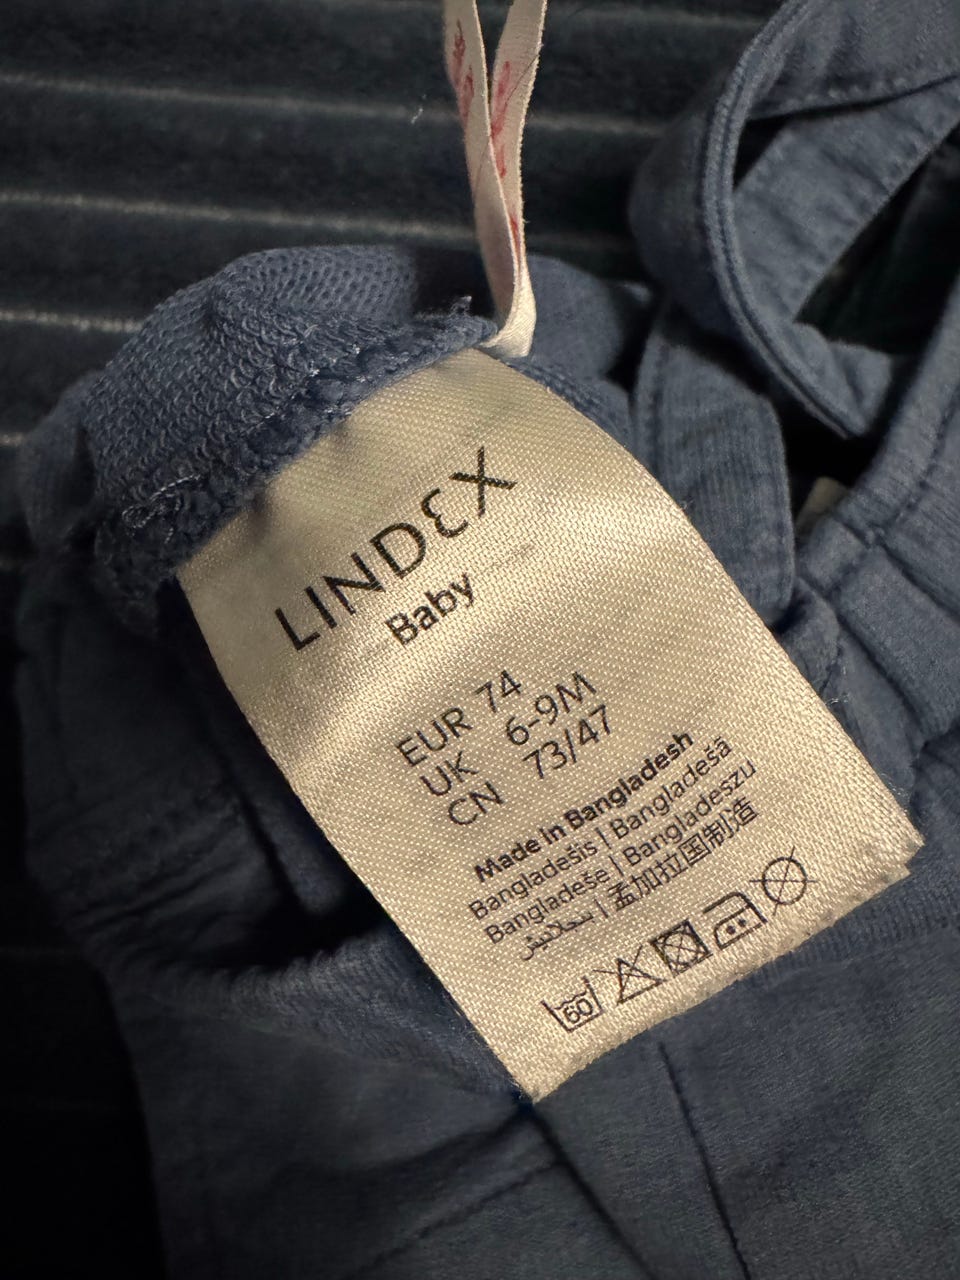 LINDEX
Baby
EUR 74
UK 6-9M
CN 73/47
Made in Bangladesh
Bangladešis | Bangladešā
Bangladeše | Bangladeszu
| 孟加拉国制造
60